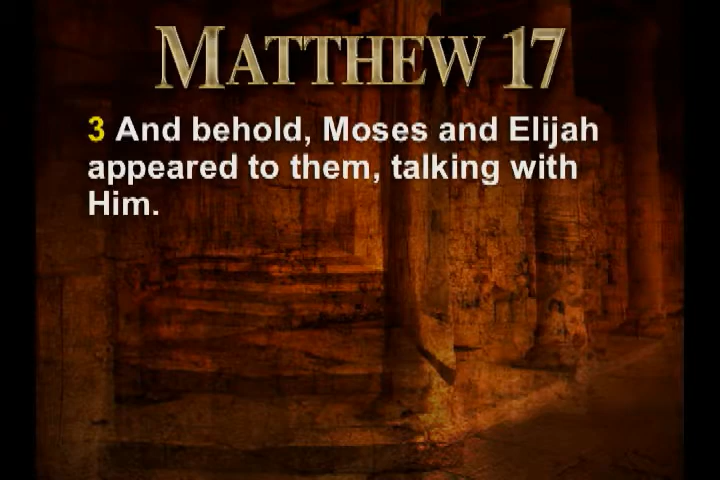 MATTHEW 17
3 And behold, Moses and Elijah
appeared to them, talking with
Him.